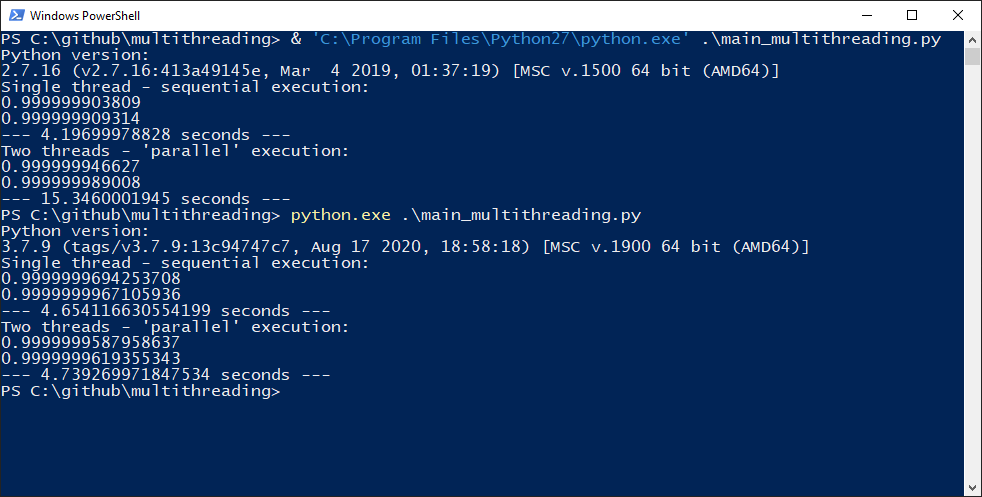 Windows PowerShell
PS C:\github\multithreading> & 'C:\Program Files\Python27\python.exe' .\main_multithreading.py
Python version:
2.7.16 (v2.7.16:413a49145e, Mar  4 2019, 01:37:19) [MSC v.1500 64 bit (AMD64)]
Single thread - sequential execution:
0.999999903809
0.999999909314
--- 4.19699978828 seconds ---
Two threads - 'parallel' execution:
0.999999946627
0.999999989008
--- 15.3460001945 seconds ---
PS C:\github\multithreading> python.exe .\main_multithreading.py
Python version:
3.7.9 (tags/v3.7.9:13c94747c7, Aug 17 2020, 18:58:18) [MSC v.1900 64 bit (AMD64)]
Single thread - sequential execution:
0.9999999694253708
0.9999999967105936
--- 4.654116630554199 seconds ---
Two threads - 'parallel' execution:
0.9999999587958637
0.9999999619355343
--- 4.739269971847534 seconds ---
PS C:\github\multithreading>